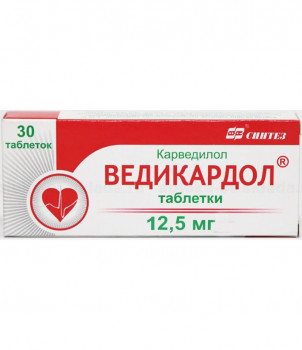 30
таблеток
СИНТЕЗ
Карведилол
ВЕДИКАРДОЛ®
таблетки
12,5 мг